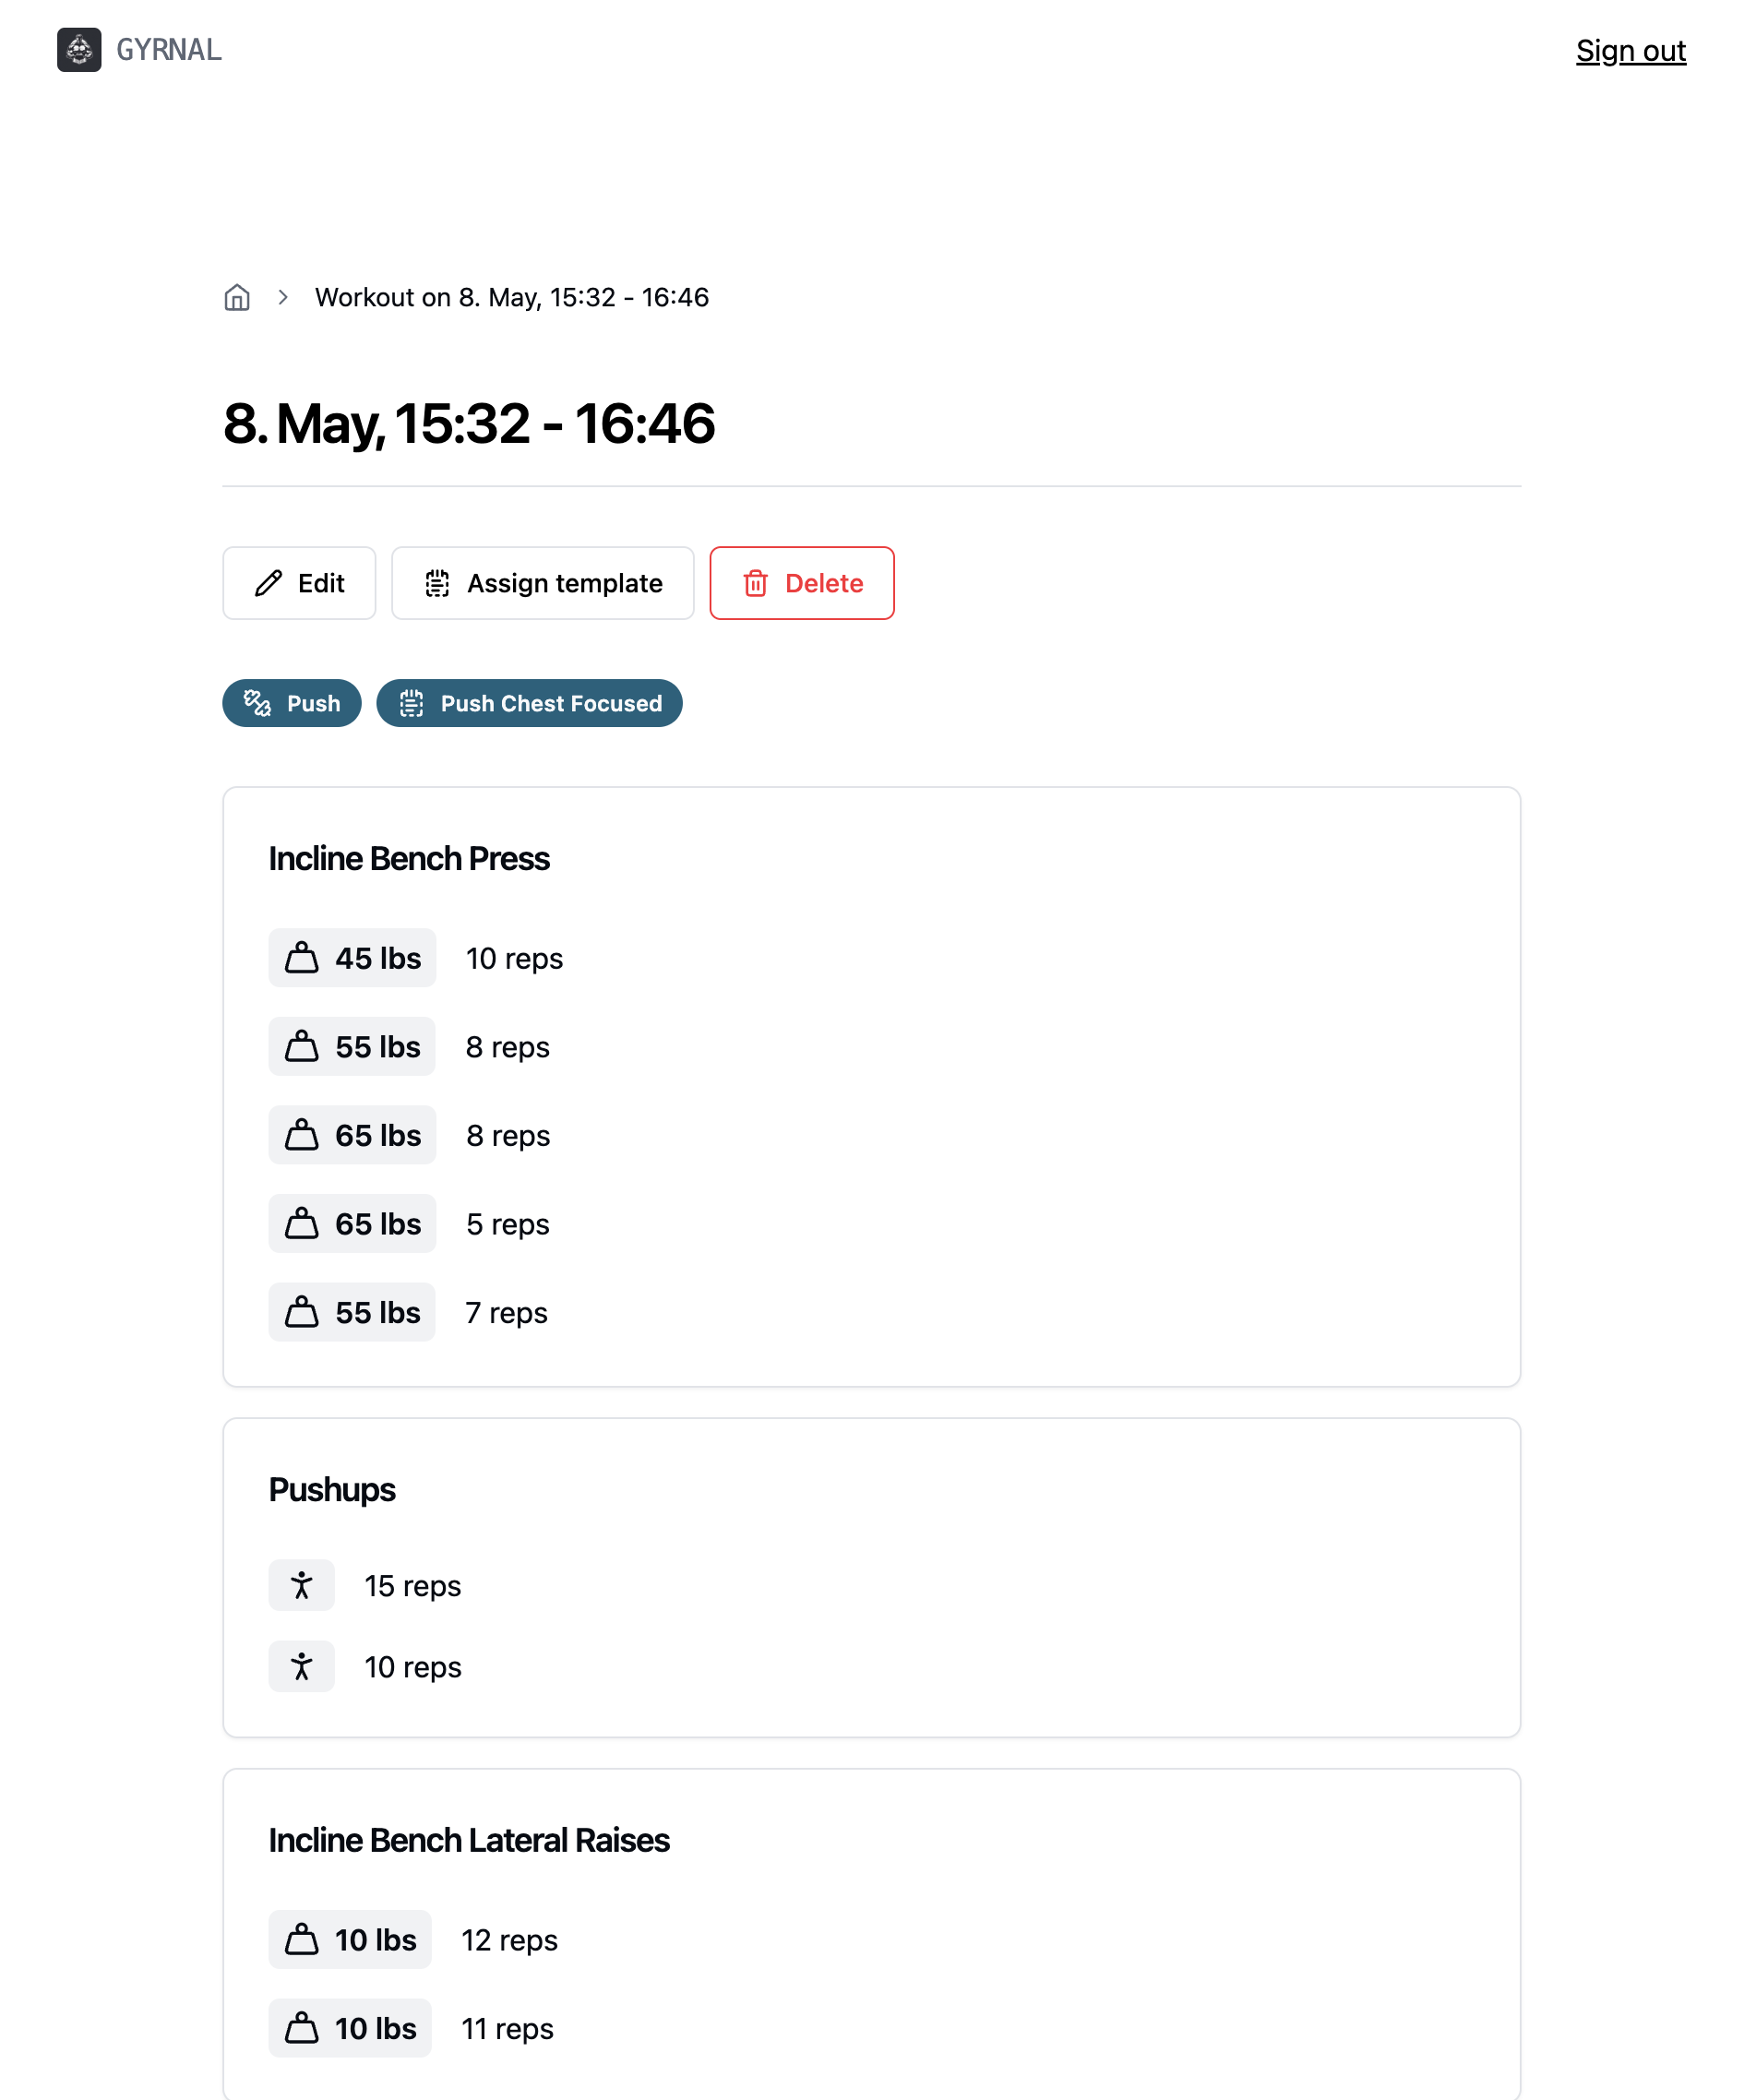 GYRNAL
Sign out
Workout on 8. May, 15:32 - 16:46
8. May, 15:32 - 16:46
Edit
Assign template
Delete
Push
Push Chest Focused
Incline Bench Press
45 lbs 10 reps
55 lbs 8 reps
65 lbs 8 reps
65 lbs 5 reps
55 lbs 7 reps
Pushups
15 reps
10 reps
Incline Bench Lateral Raises
10 lbs 12 reps
10 lbs 11 reps